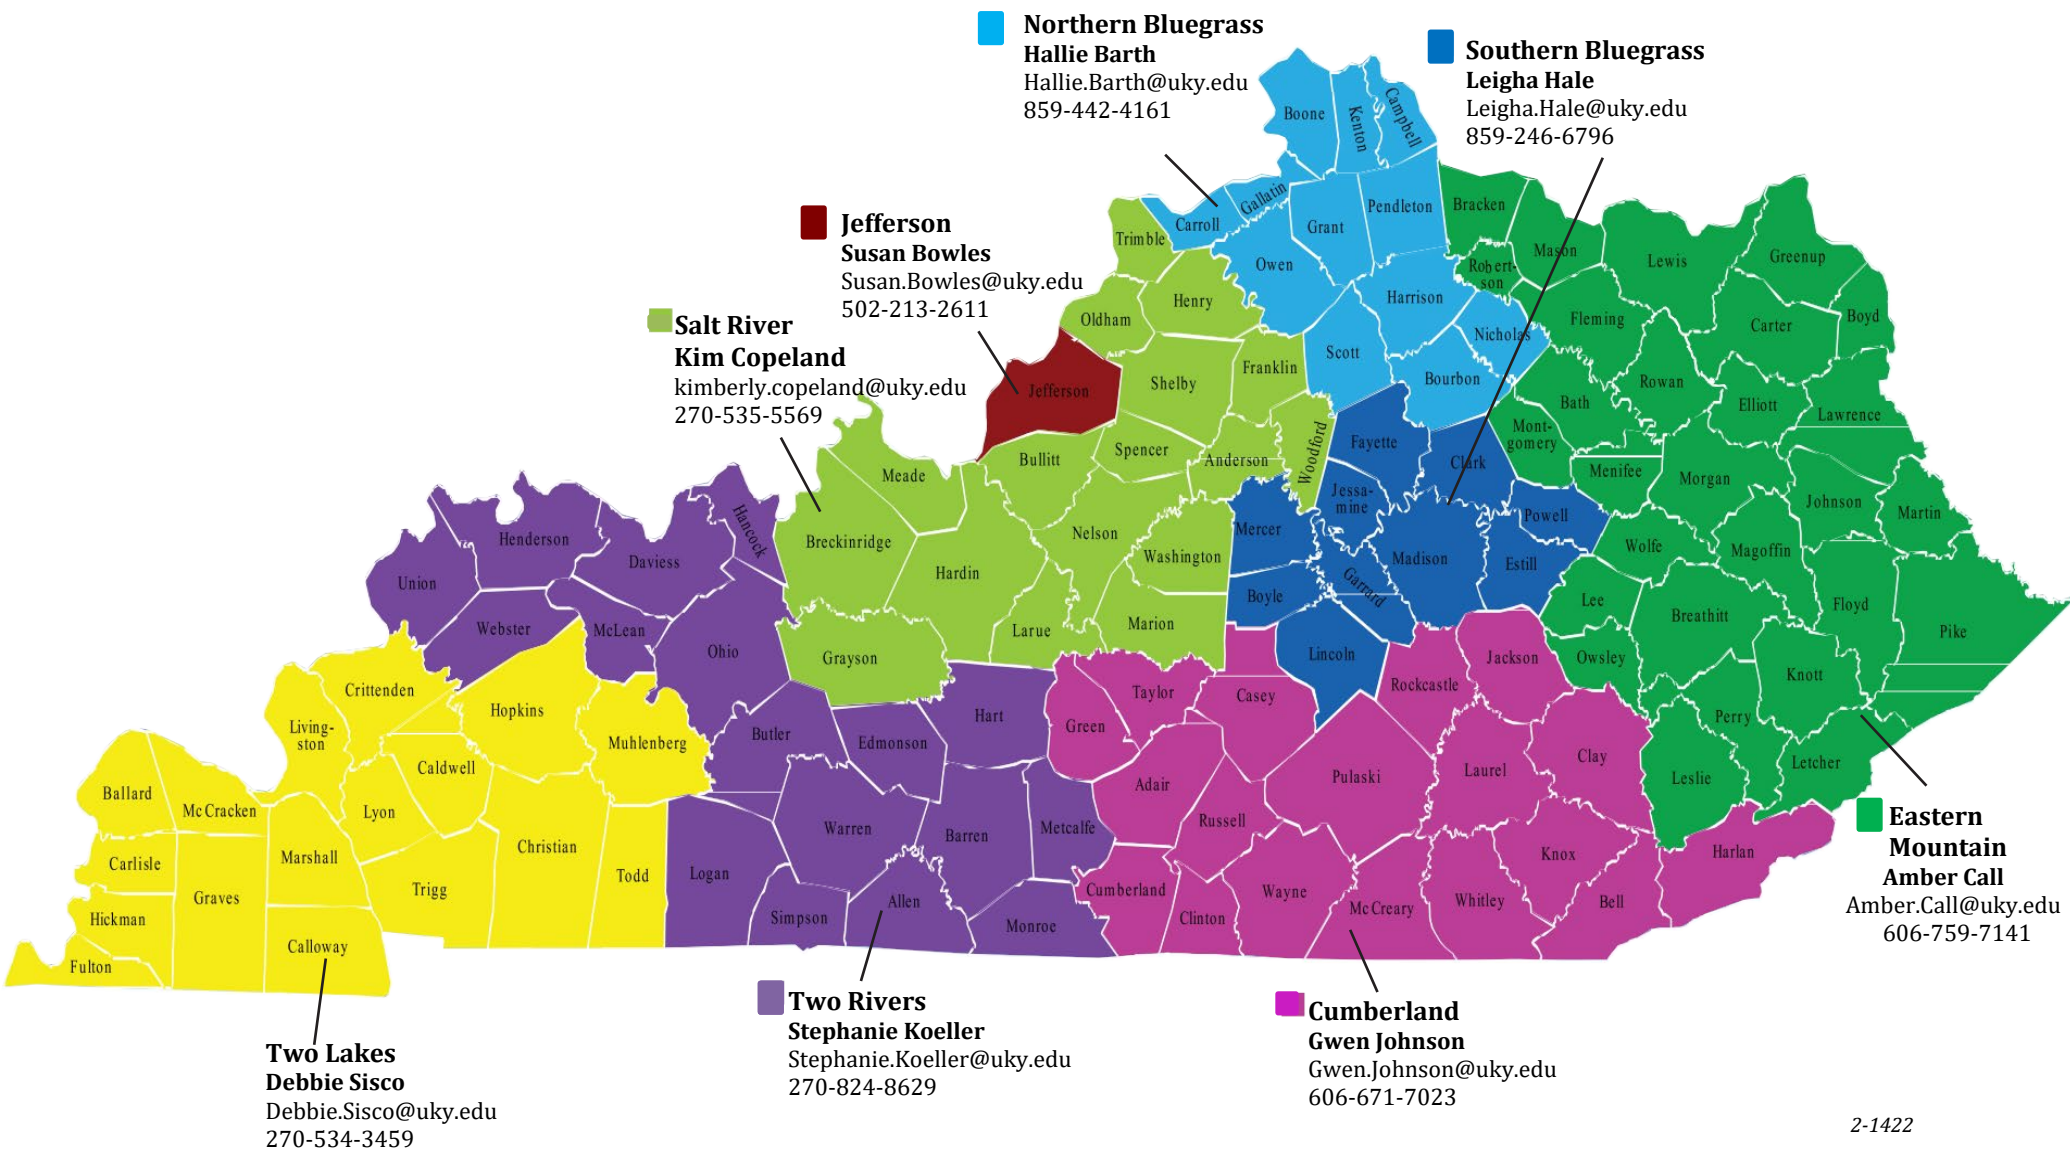 Northern Bluegrass
Hallie Barth
Hallie.Barth@uky.edu
859-442-4161
Southern Bluegrass
Leigha Hale
Leigha.Hale@uky.edu
859-246-6796
Jefferson
Susan Bowles
Susan.Bowles@uky.edu
502-213-2611
Salt River
Kim Copeland
kimberly.copeland@uky.edu
270-535-5569
Boone
Kenton
Campbell
Carroll
Gallatin
Grant
Pendleton
Owen
Harrison
Nicholas
Scott
Bourbon
Bracken
Mason
Robert-
son
Lewis
Greenup
Fleming
Carter
Boyd
Rowan
Bath
Elliott
Lawrence
Mont-
gomery
Menifee
Morgan
Johnson
Martin
Wolfe
Magoffin
Lee
Breathitt
Floyd
Pike
Owsley
Knott
Perry
Leslie
Letcher
Trimble
Henry
Oldham
Shelby
Franklin
Jefferson
Spencer
Anderson
Woodford
Bullitt
Meade
Breckinridge
Hardin
Nelson
Washington
Larue
Marion
Grayson
Fayette
Clark
Jessa-
mine
Mercer
Madison
Powell
Estill
Garrard
Boyle
Lincoln
Hancock
Henderson
Daviess
Union
Webster
McLean
Ohio
Butler
Edmonson
Hart
Warren
Barren
Metcalfe
Logan
Simpson
Allen
Monroe
Crittenden
Living-
ston
Hopkins
Muhlenberg
Caldwell
Lyon
Ballard
Mc Cracken
Carlisle
Graves
Marshall
Trigg
Christian
Todd
Hickman
Calloway
Fulton
Taylor
Green
Casey
Rockcastle
Jackson
Adair
Pulaski
Laurel
Clay
Russell
Knox
Harlan
Cumberland
Clinton
Wayne
Mc Creary
Whitley
Bell
Eastern
Mountain
Amber Call
Amber.Call@uky.edu
606-759-7141
Two Rivers
Stephanie Koeller
Stephanie.Koeller@uky.edu
270-824-8629
Cumberland
Gwen Johnson
Gwen.Johnson@uky.edu
606-671-7023
Two Lakes
Debbie Sisco
Debbie.Sisco@uky.edu
270-534-3459
2-1422